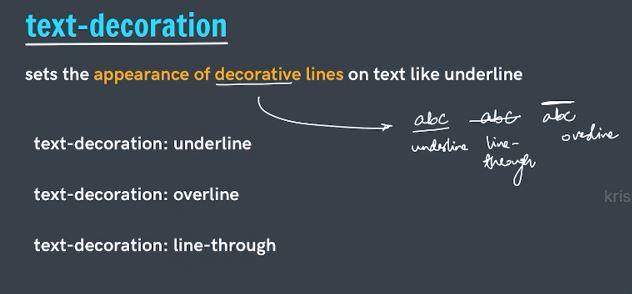 text-decoration
sets the appearance of decorative lines on text like underline
abc abc abc
underline line-through overline
text-decoration: underline
text-decoration: overline
text-decoration: line-through
kris